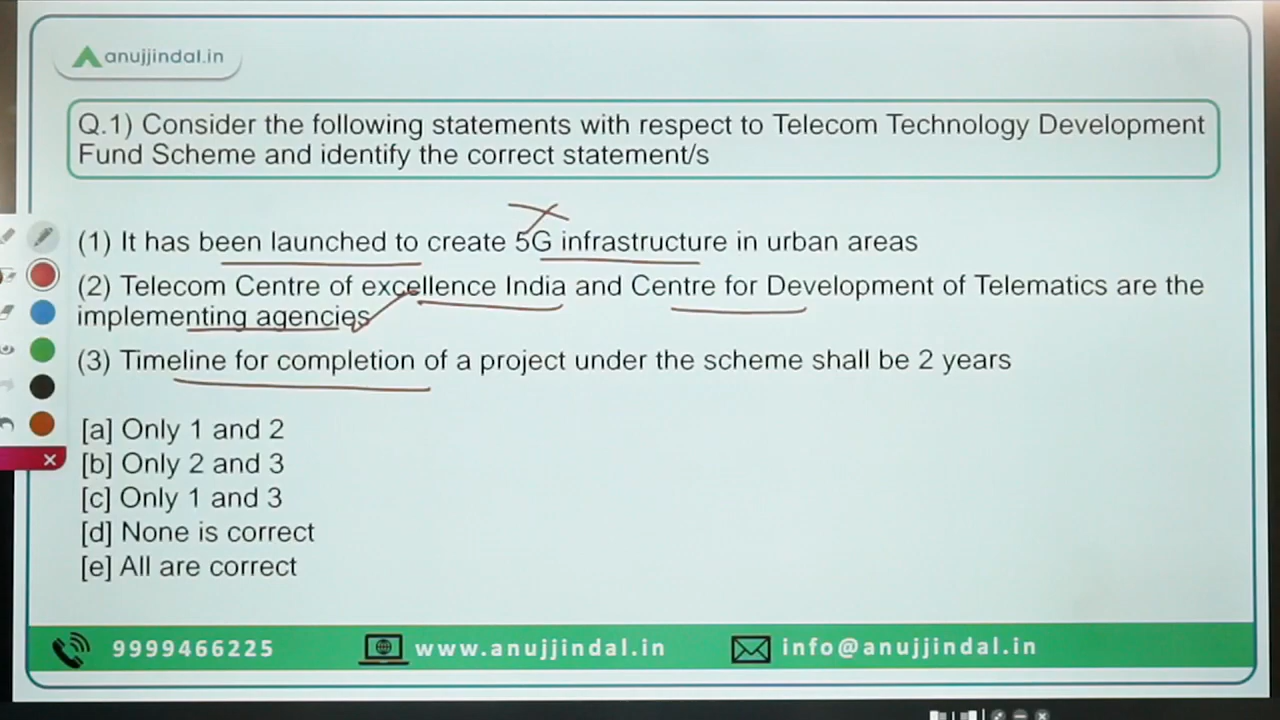 anujjindal.in
Q.1) Consider the following statements with respect to Telecom Technology Development
Fund Scheme and identify the correct statement/s
(1) It has been launched to create 5G infrastructure in urban areas
(2) Telecom Centre of excellence India and Centre for Development of Telematics are the
implementing agencies
(3) Timeline for completion of a project under the scheme shall be 2 years
[a] Only 1 and 2
[b] Only 2 and 3
[c] Only 1 and 3
[d] None is correct
[e] All are correct
9999466225 www.anujjindal.in info@anujjindal.in